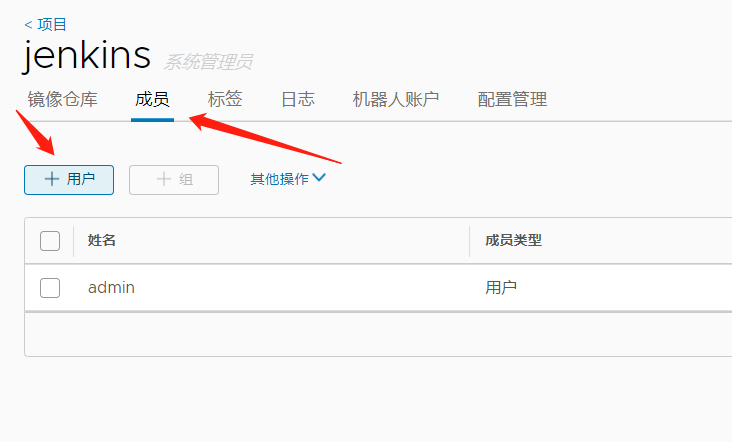 < 项目
jenkins 系统管理员
镜像仓库 成员 标签 日志 机器人账户 配置管理
+ 用户 + 组 其他操作
姓名 成员类型
admin 用户